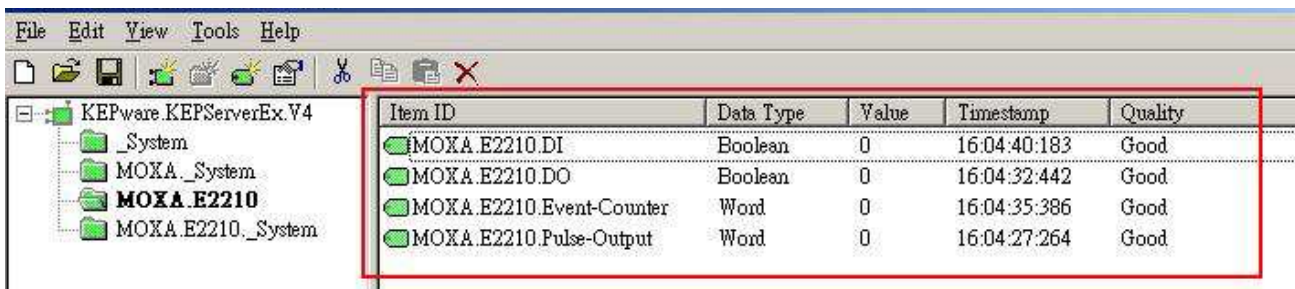 File Edit View Tools Help
KEPware.KEPServerEx.V4
_System
MOXA._System
MOXA.E2210
MOXA.E2210._System
Item ID Data Type Value Timestamp Quality
MOXA.E2210.DI Boolean 0 16:04:40:183 Good
MOXA.E2210.DO Boolean 0 16:04:32:442 Good
MOXA.E2210.Event-Counter Word 0 16:04:35:386 Good
MOXA.E2210.Pulse-Output Word 0 16:04:27:264 Good